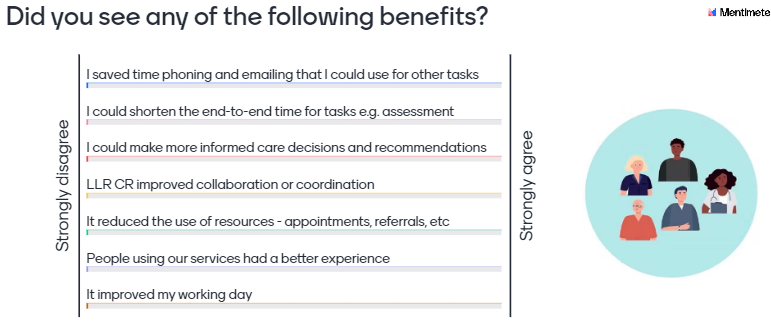 Did you see any of the following benefits?
Mentimete
Strongly disagree
I saved time phoning and emailing that I could use for other tasks
I could shorten the end-to-end time for tasks e.g. assessment
I could make more informed care decisions and recommendations
LLR CR improved collaboration or coordination
It reduced the use of resources - appointments, referrals, etc
People using our services had a better experience
It improved my working day
Strongly agree